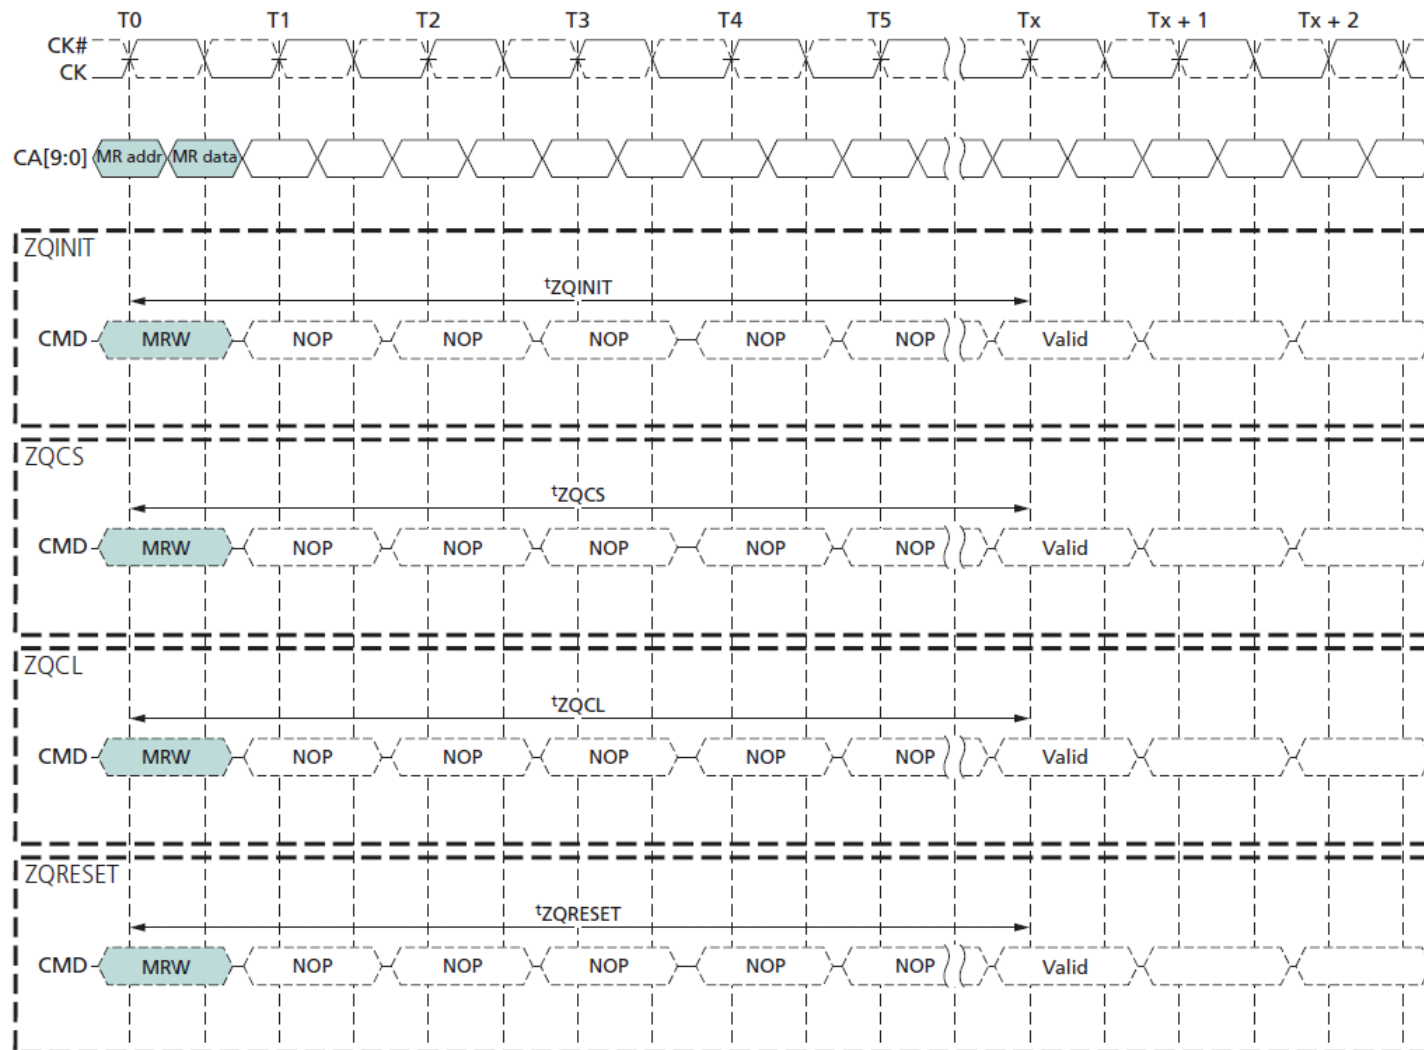 T0 T1 T2 T3 T4 T5 Tx Tx + 1 Tx + 2
CK#
CK
CA[9:0] MR addr MR data
ZQINIT
tZQINIT
CMD MRW NOP NOP NOP NOP NOP Valid
ZQCS
tZQCS
CMD MRW NOP NOP NOP NOP NOP Valid
ZQCL
tZQCL
CMD MRW NOP NOP NOP NOP NOP Valid
ZQRESET
tZQRESET
CMD MRW NOP NOP NOP NOP NOP Valid